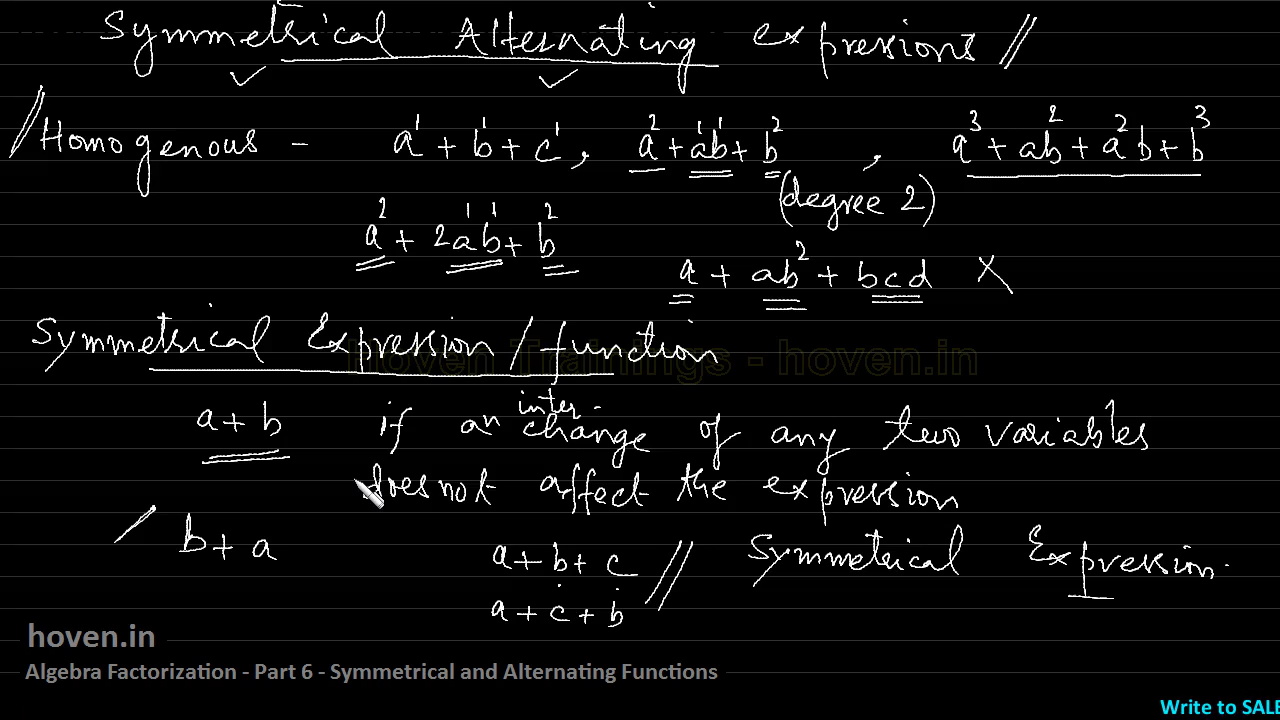 Symmetrical Alternating expressions //
// Homogenous - a¹ + b¹ + c¹, a² + a¹b¹ + b², a³ + ab² + a²b + b³
(degree 2)
a² + 2a¹b¹ + b²
a + ab² + bcd X
Symmetrical Expression / function
hoven Trainings - hoven.in
a + b if an interchange of any two variables
does not affect the expression
/ b + a
a + b + c // Symmetrical Expression.
a + c + b
hoven.in
Algebra Factorization - Part 6 - Symmetrical and Alternating Functions
Write to SALE